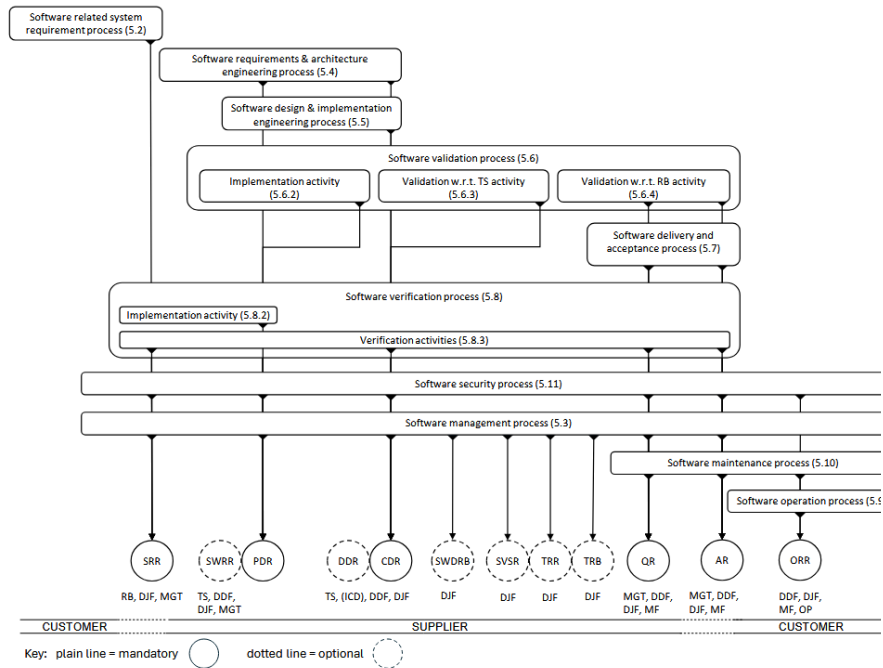 Software related system
requirement process (5.2)
Software requirements & architecture
engineering process (5.4)
Software design & implementation
engineering process (5.5)
Software validation process (5.6)
Implementation activity
(5.6.2)
Validation w.r.t. TS activity
(5.6.3)
Validation w.r.t. RB activity
(5.6.4)
Software delivery and
acceptance process (5.7)
Software verification process (5.8)
Implementation activity (5.8.2)
Verification activities (5.8.3)
Software security process (5.11)
Software management process (5.3)
Software maintenance process (5.10)
Software operation process (5.9
SRR SWRR PDR DDR CDR SWDRB SVSR TRR TRB QR AR ORR
RB, DJF, MGT
TS, DDF,
DJF, MGT
TS, (ICD), DDF, DJF
DJF
DJF
DJF
DJF
MGT, DDF,
DJF, MF
MGT, DDF,
DJF, MF
DDF, DJF,
MF, OP
CUSTOMER SUPPLIER CUSTOMER
Key: plain line = mandatory dotted line = optional